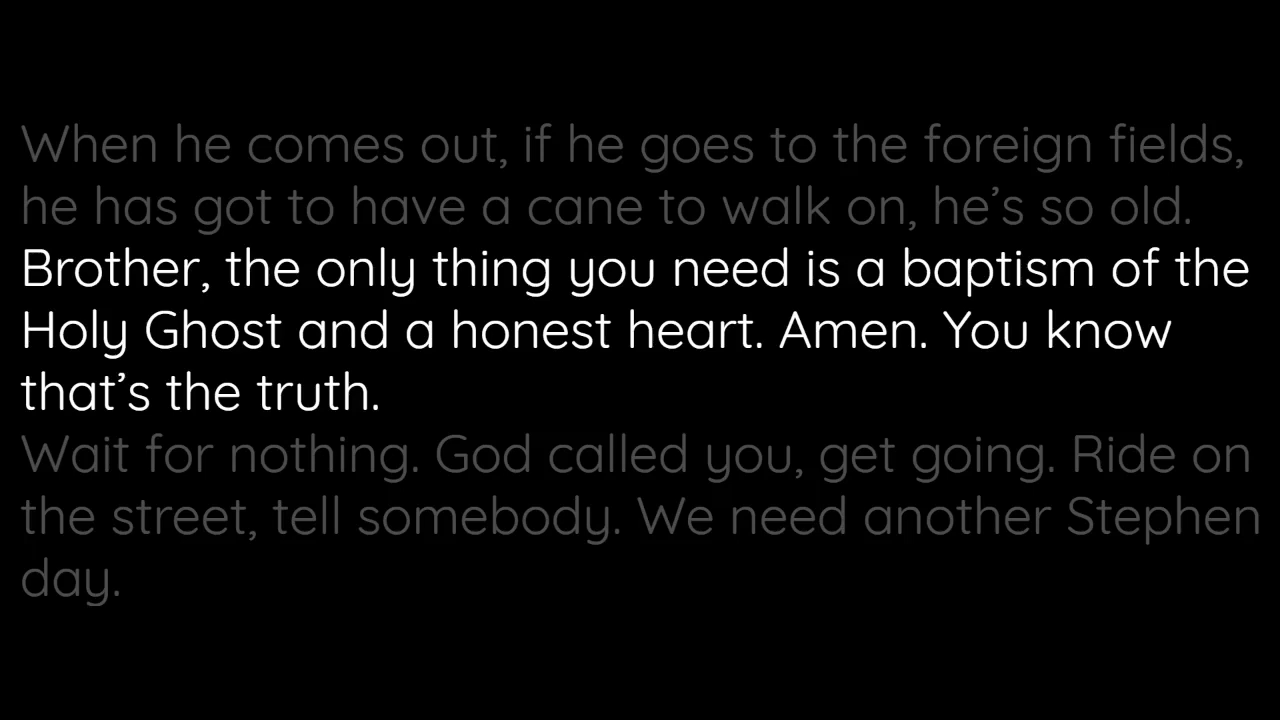 When he comes out, if he goes to the foreign fields,
he has got to have a cane to walk on, he’s so old.
Brother, the only thing you need is a baptism of the
Holy Ghost and a honest heart. Amen. You know
that’s the truth.
Wait for nothing. God called you, get going. Ride on
the street, tell somebody. We need another Stephen
day.